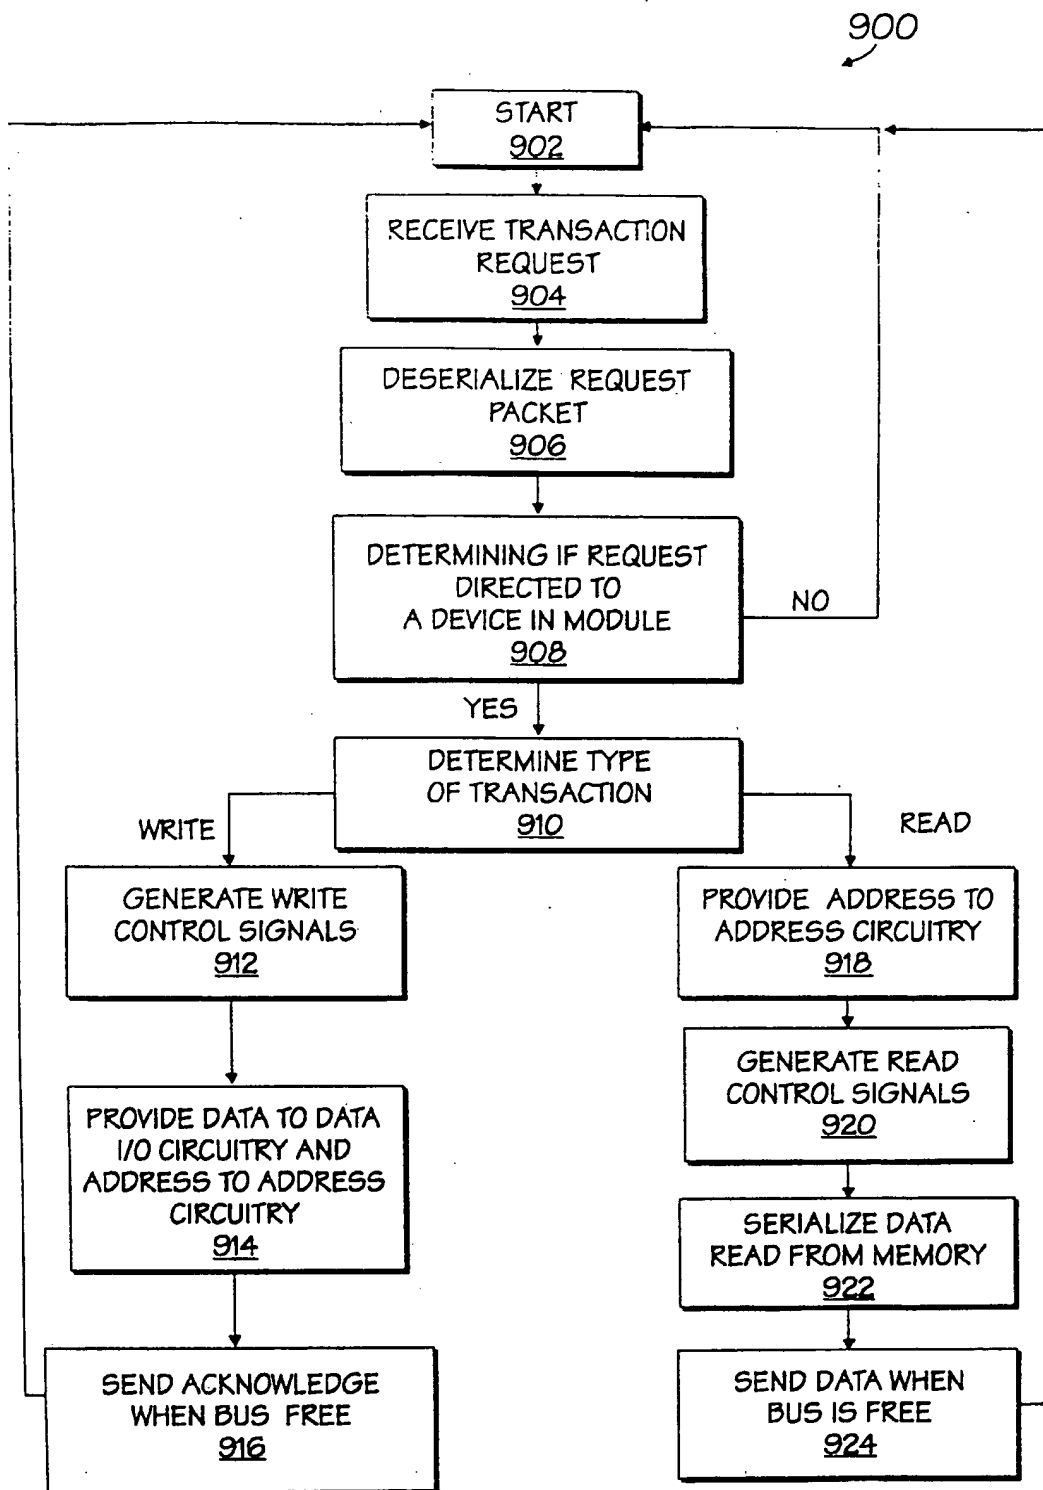 900
START
902
RECEIVE TRANSACTION
REQUEST
904
DESERIALIZE REQUEST
PACKET
906
DETERMINING IF REQUEST
DIRECTED TO
A DEVICE IN MODULE
908
NO
YES
DETERMINE TYPE
OF TRANSACTION
910
WRITE
READ
GENERATE WRITE
CONTROL SIGNALS
912
PROVIDE DATA TO DATA
I/O CIRCUITRY AND
ADDRESS TO ADDRESS
CIRCUITRY
914
SEND ACKNOWLEDGE
WHEN BUS FREE
916
PROVIDE ADDRESS TO
ADDRESS CIRCUITRY
918
GENERATE READ
CONTROL SIGNALS
920
SERIALIZE DATA
READ FROM MEMORY
922
SEND DATA WHEN
BUS IS FREE
924